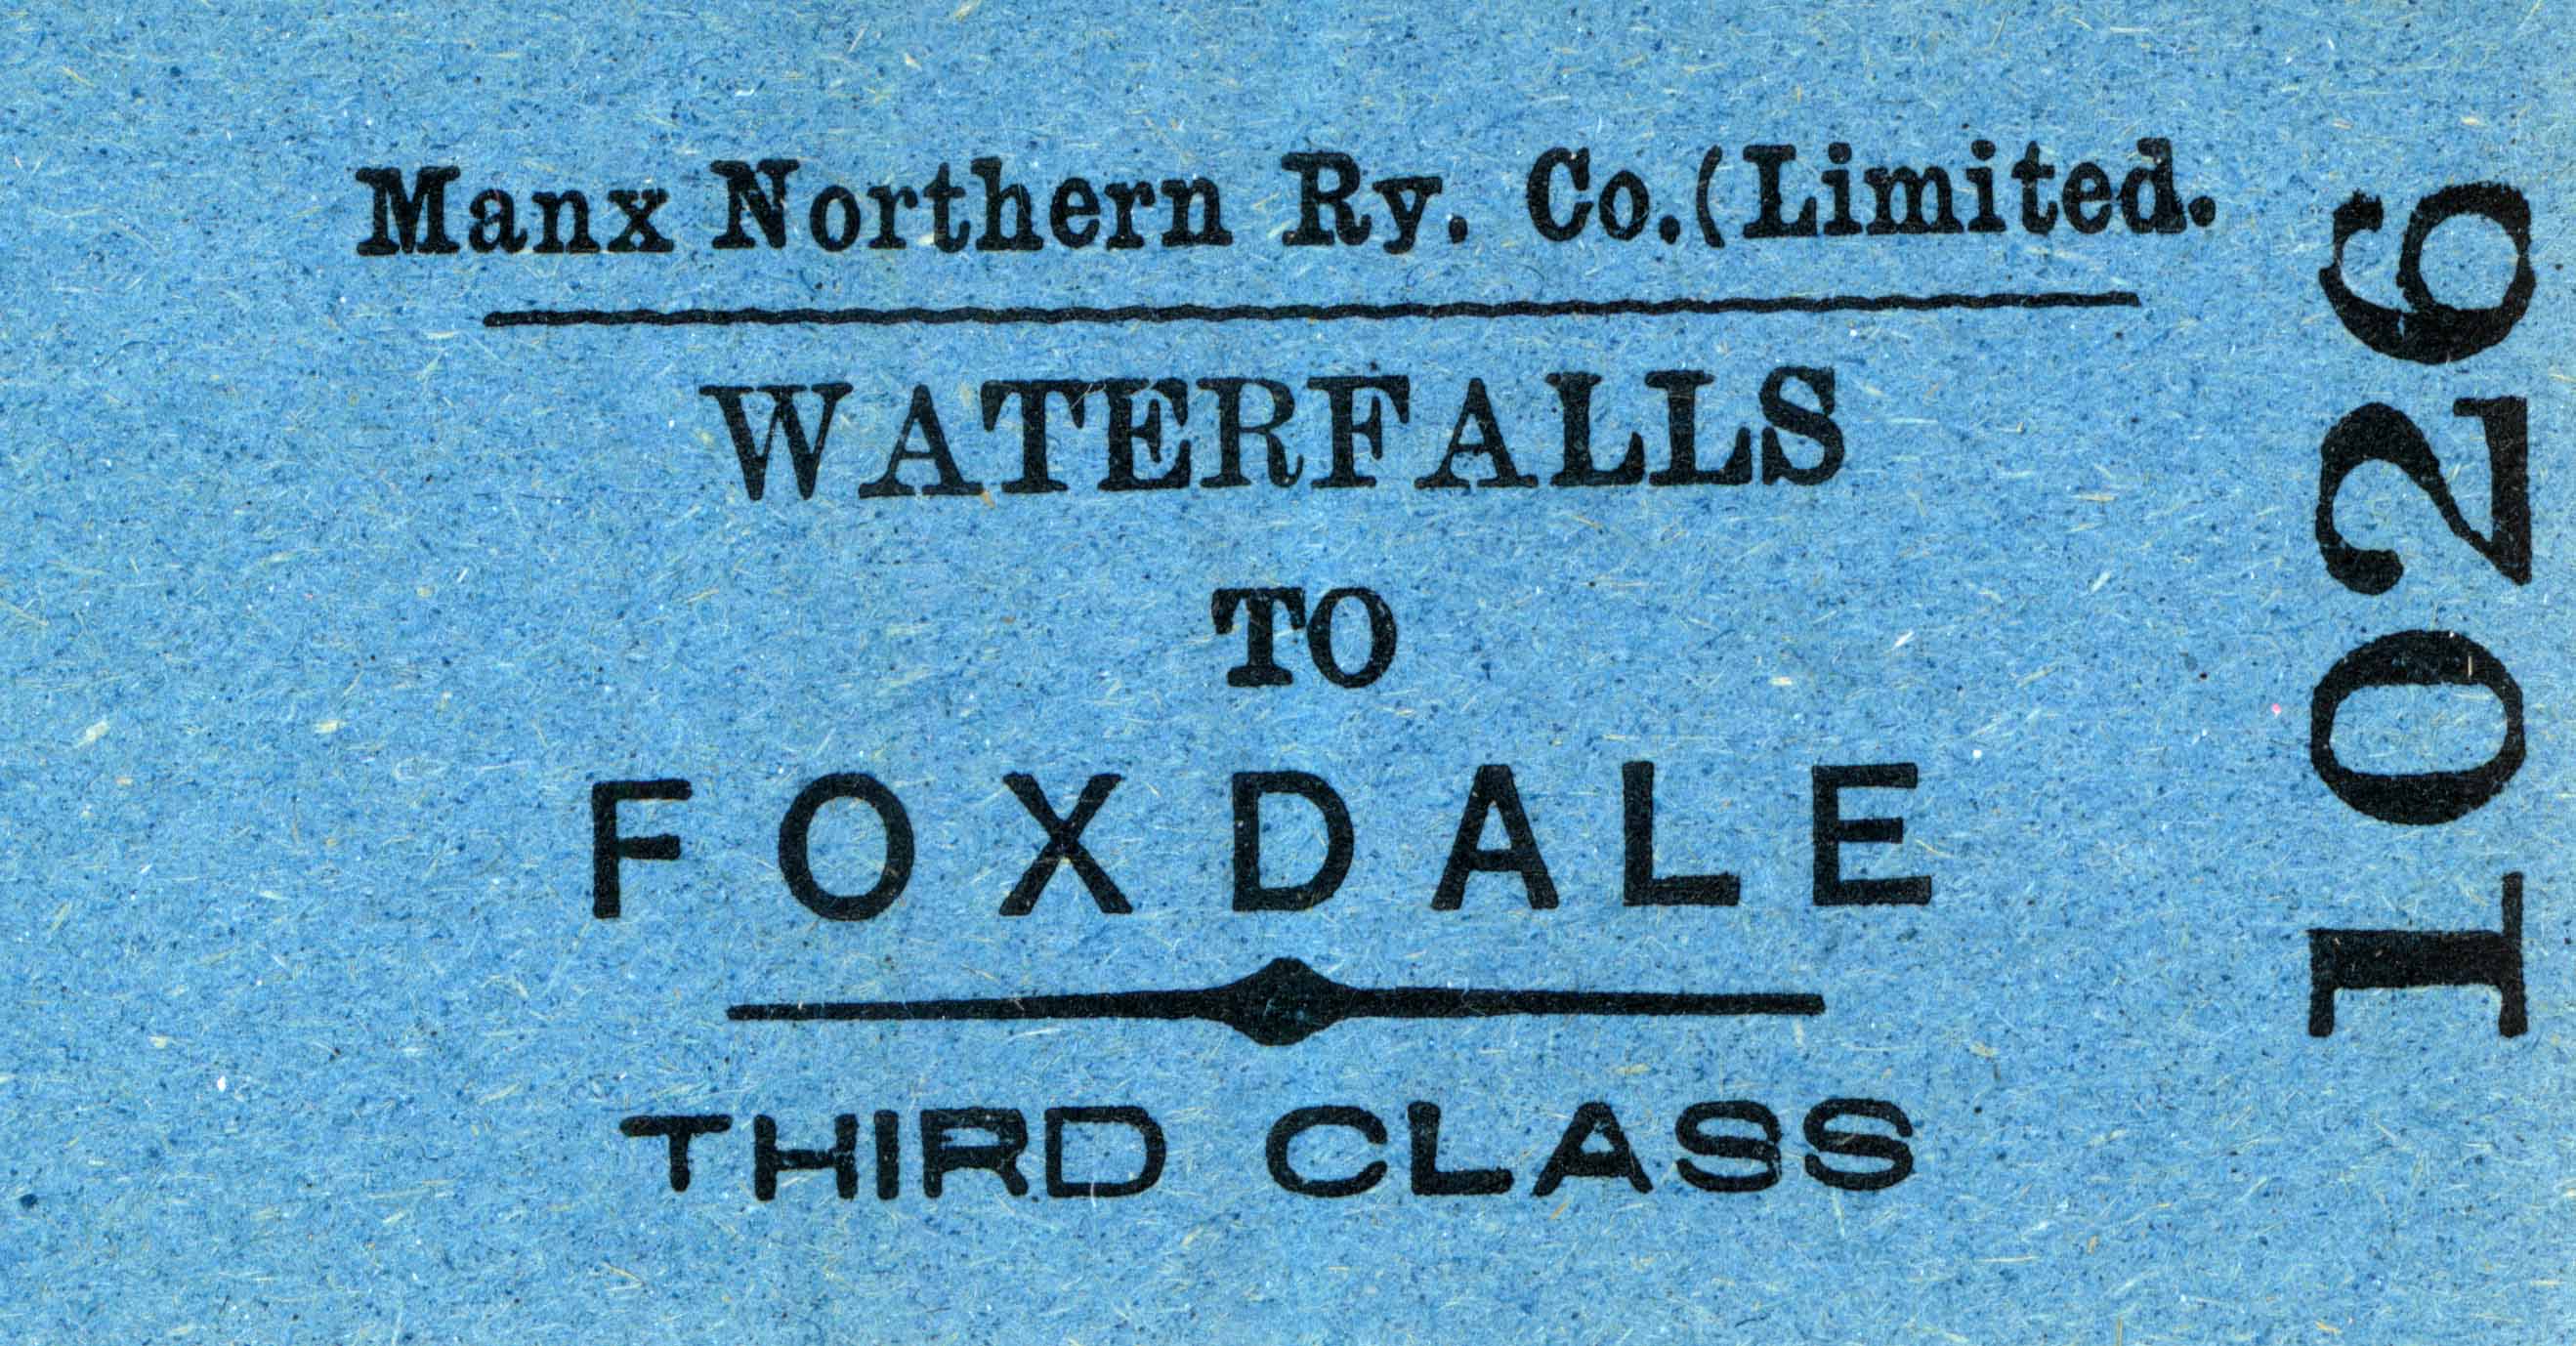 Manx Northern Ry. Co.(Limited.
WATERFALLS
TO
FOXDALE
THIRD CLASS
1026